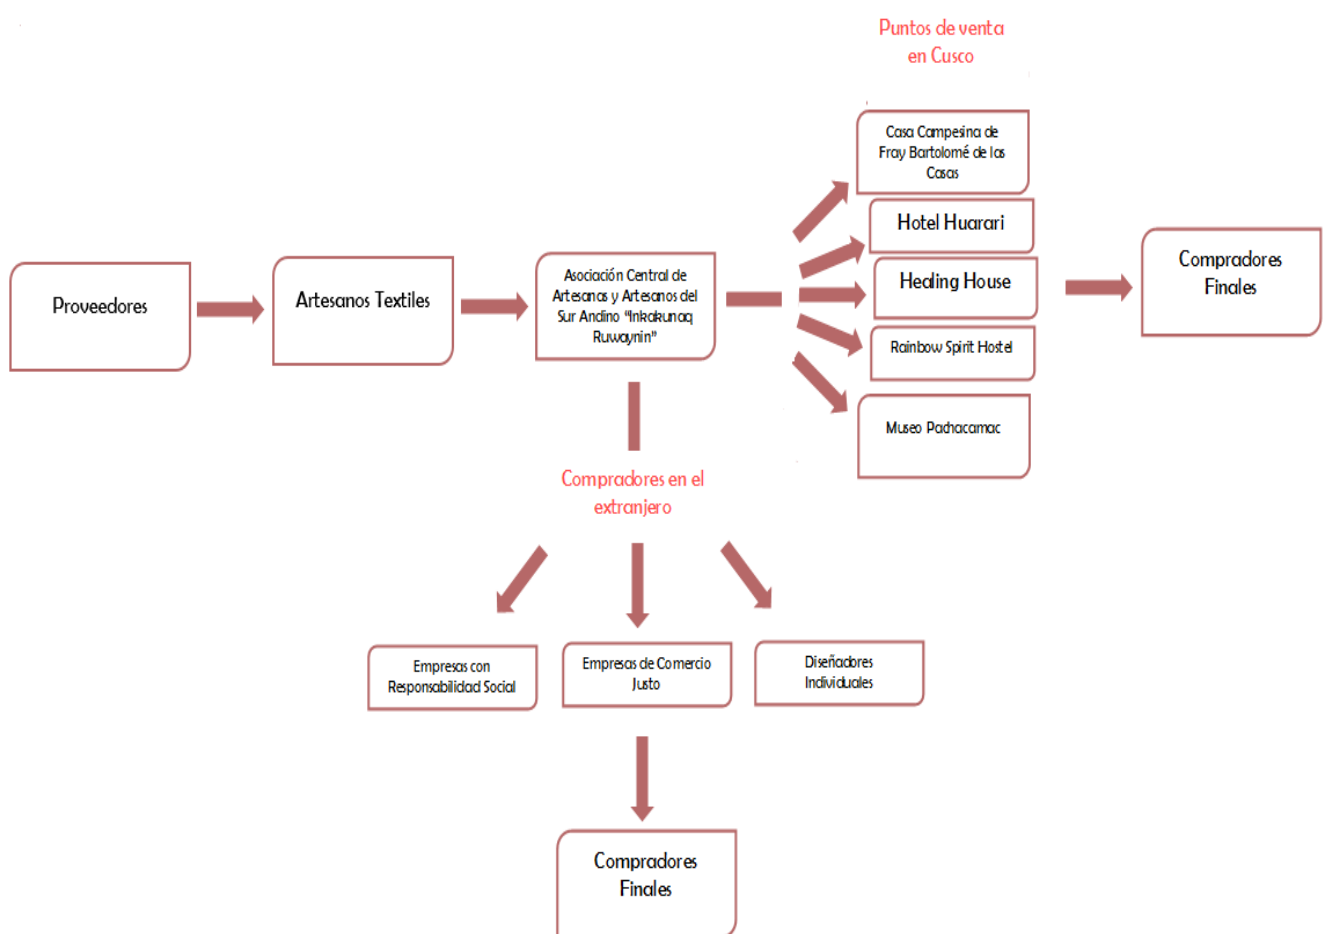 Puntos de venta
en Cusco
Casa Campesina de
Fray Bartolomé de las
Casas
Hotel Huarari
Healing House
Rainbow Spirit Hostel
Museo Pachacamac
Proveedores
Artesanos Textiles
Asociación Central de
Artesanas y Artesanos del
Sur Andino “Inkakunaq
Ruwaynin”
Compradores
Finales
Compradores en el
extranjero
Empresas con
Responsabilidad Social
Empresas de Comercio
Justo
Diseñadores
Individuales
Compradores
Finales